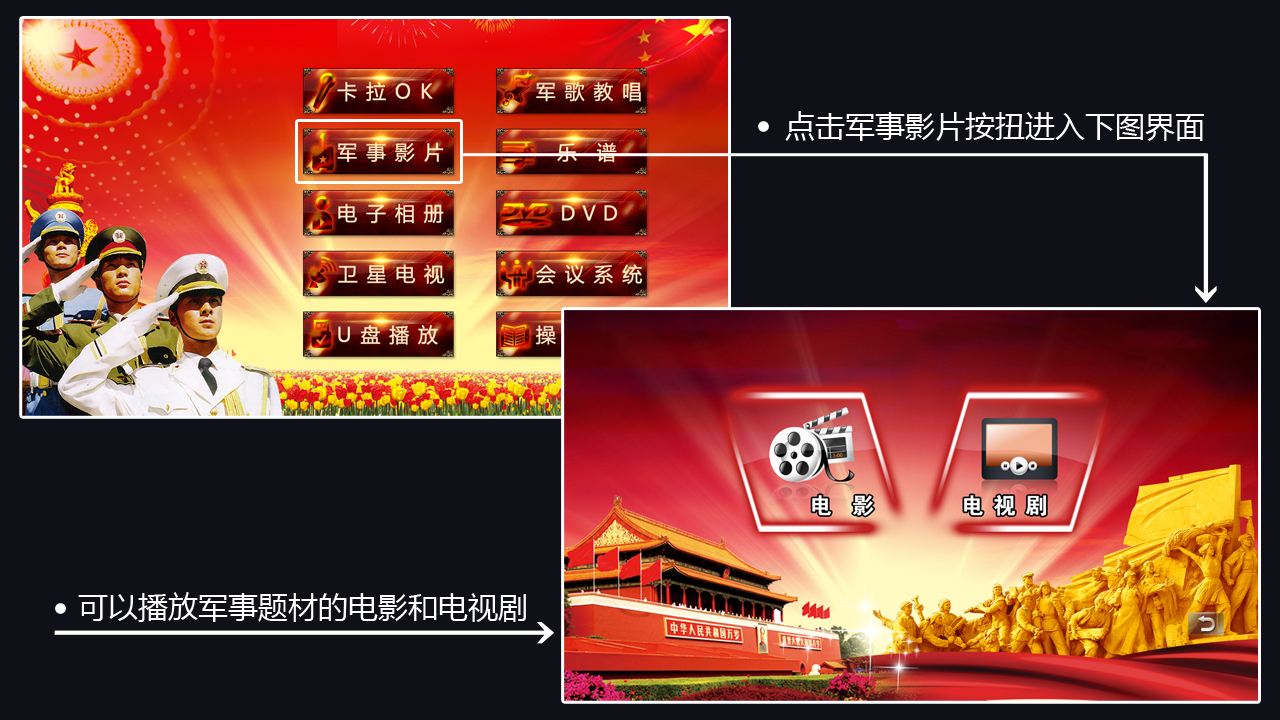 卡拉OK
军歌教唱
军事影片
乐谱
电子相册
DVD
卫星电视
会议系统
U盘播放
操
• 点击军事影片按扭进入下图界面
电影
电视剧
中华人民共和国万岁
• 可以播放军事题材的电影和电视剧